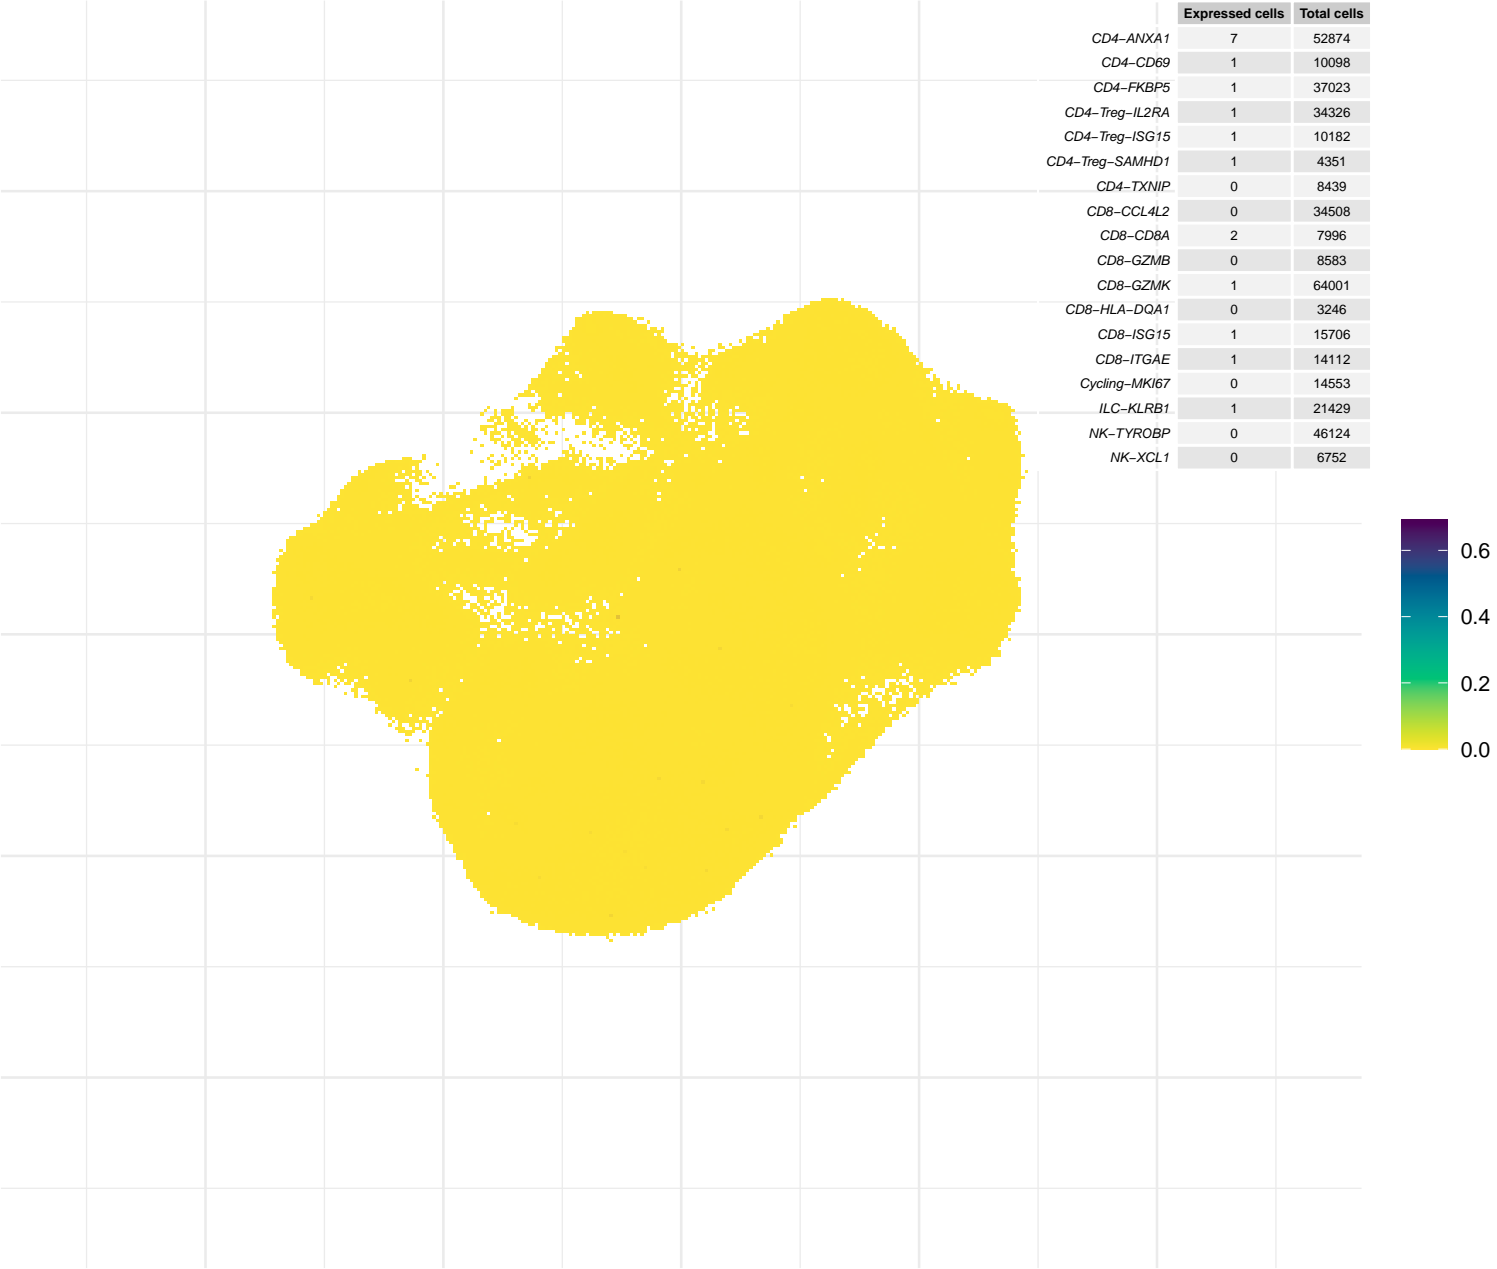 Expressed cells Total cells
CD4−ANXA1 7 52874
CD4−CD69 1 10098
CD4−FKBP5 1 37023
CD4−Treg−IL2RA 1 34326
CD4−Treg−ISG15 1 10182
CD4−Treg−SAMHD1 1 4351
CD4−TXNIP 0 8439
CD8−CCL4L2 0 34508
CD8−CD8A 2 7996
CD8−GZMB 0 8583
CD8−GZMK 1 64001
CD8−HLA−DQA1 0 3246
CD8−ISG15 1 15706
CD8−ITGAE 1 14112
Cycling−MKI67 0 14553
ILC−KLRB1 1 21429
NK−TYROBP 0 46124
NK−XCL1 0 6752
0.6
0.4
0.2
0.0